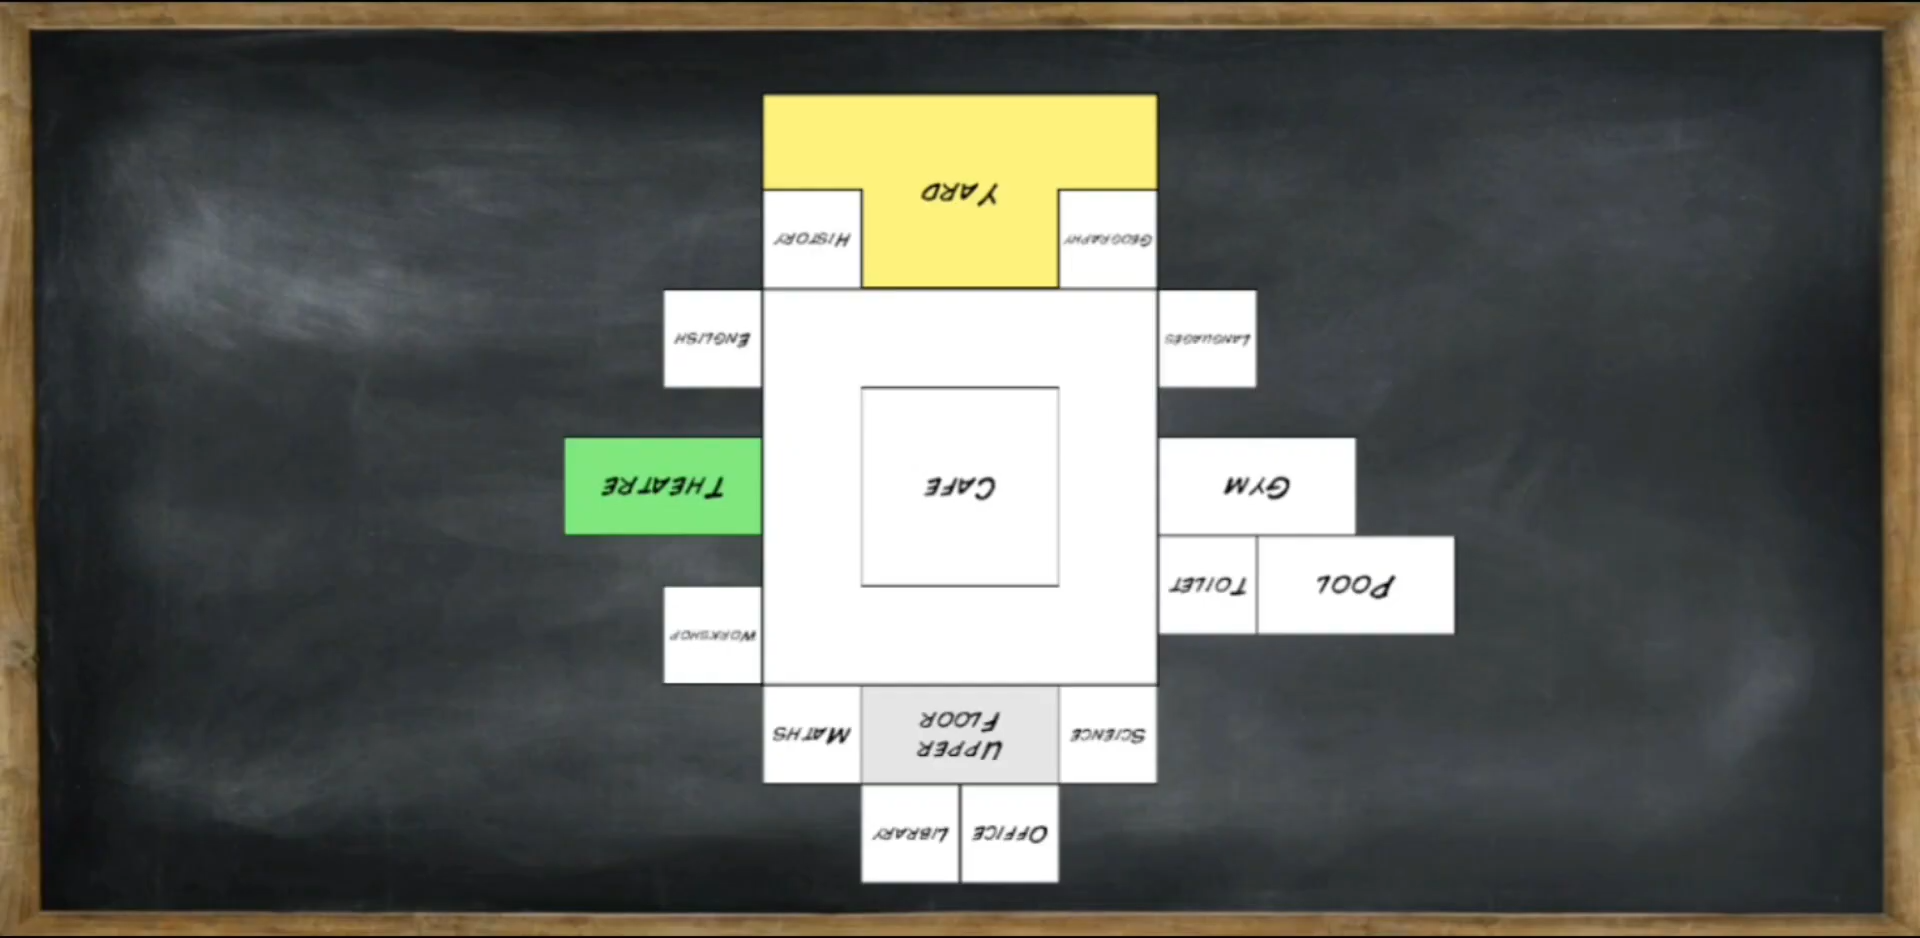 OFFICE
LIBRARY
SCIENCE
UPPER
FLOOR
MATHS
WORKSHOP
POOL
TOILET
GYM
CAFE
THEATRE
LANGUAGES
ENGLISH
GEOGRAPHY
HISTORY
YARD